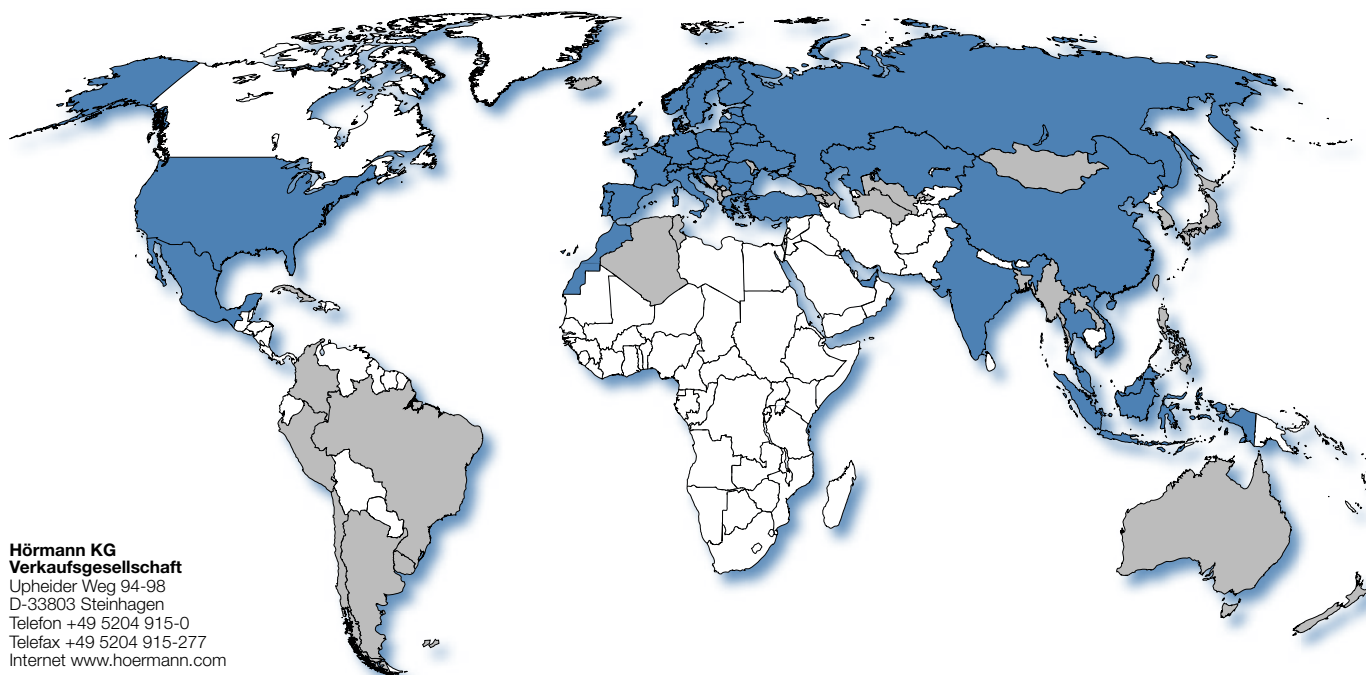 Hörmann KG
Verkaufsgesellschaft
Upheider Weg 94-98
D-33803 Steinhagen
Telefon +49 5204 915-0
Telefax +49 5204 915-277
Internet www.hoermann.com